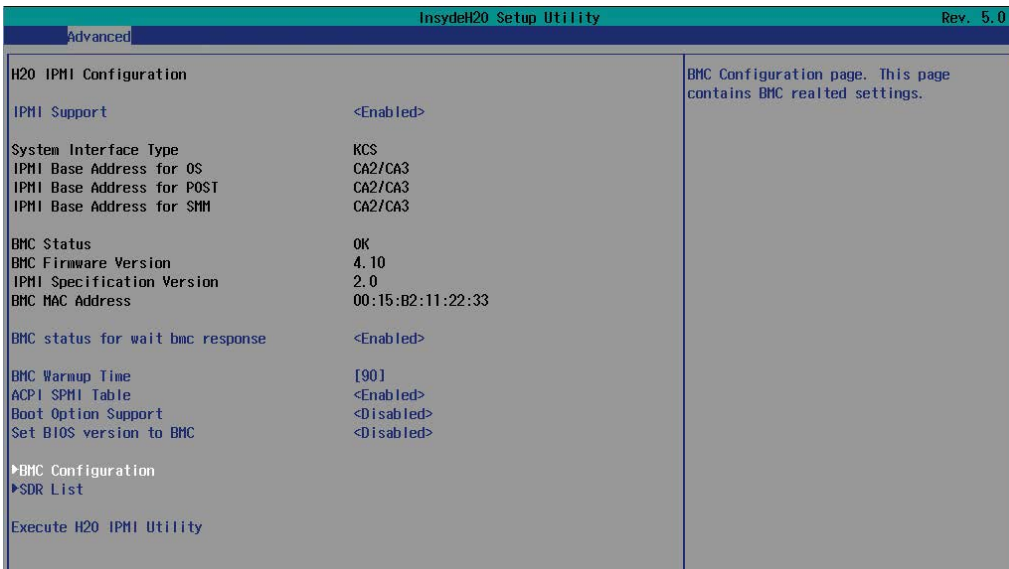 InsydeH20 Setup Utility Rev. 5.0
Advanced
H20 IPMI Configuration
IPMI Support <Enabled>
System Interface Type KCS
IPMI Base Address for OS CA2/CA3
IPMI Base Address for POST CA2/CA3
IPMI Base Address for SMM CA2/CA3
BMC Status OK
BMC Firmware Version 4.10
IPMI Specification Version 2.0
BMC MAC Address 00:15:B2:11:22:33
BMC status for wait bmc response <Enabled>
BMC Warmup Time [90]
ACPI SPMI Table <Enabled>
Boot Option Support <Disabled>
Set BIOS version to BMC <Disabled>
▶BMC Configuration
▶SDR List
Execute H20 IPMI Utility
BMC Configuration page. This page
contains BMC realted settings.